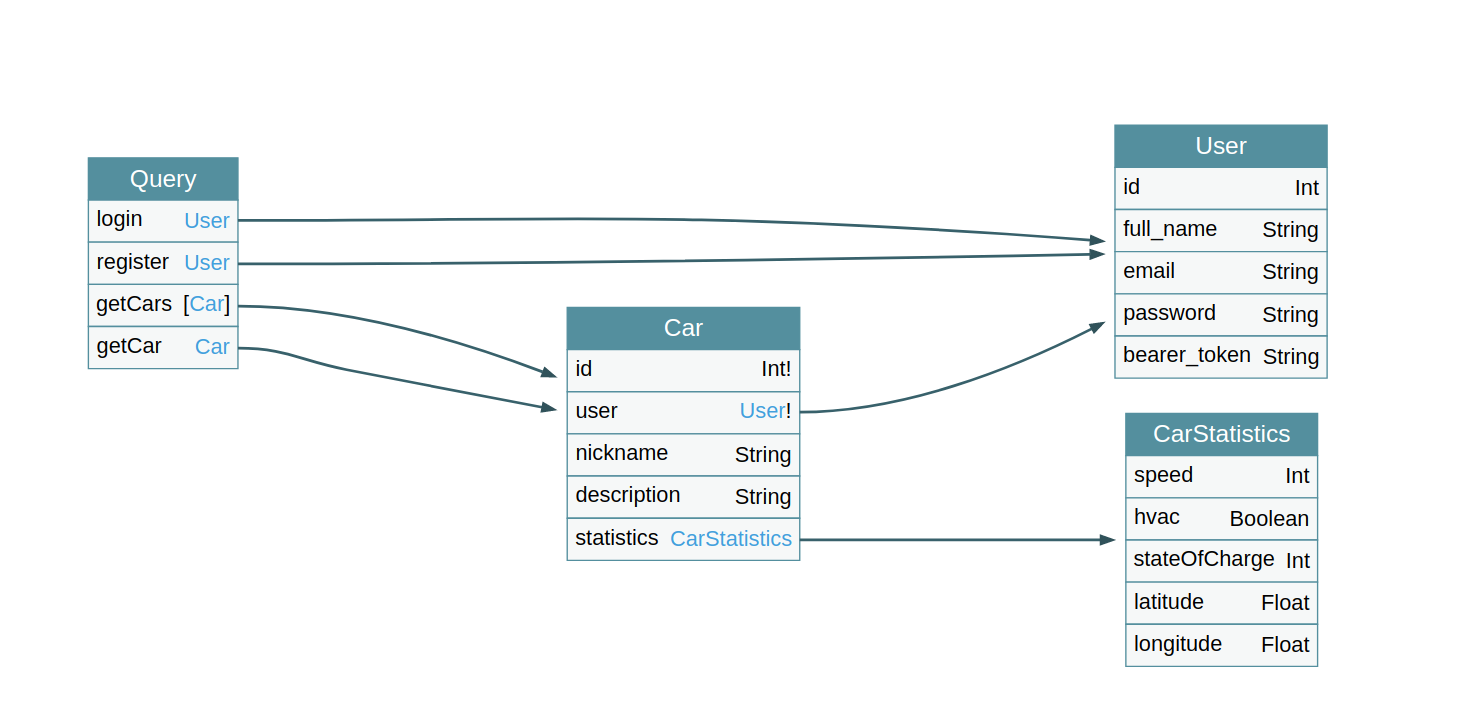 Query
login User
register User
getCars [Car]
getCar Car
Car
id Int!
user User!
nickname String
description String
statistics CarStatistics
User
id Int
full_name String
email String
password String
bearer_token String
CarStatistics
speed Int
hvac Boolean
stateOfCharge Int
latitude Float
longitude Float